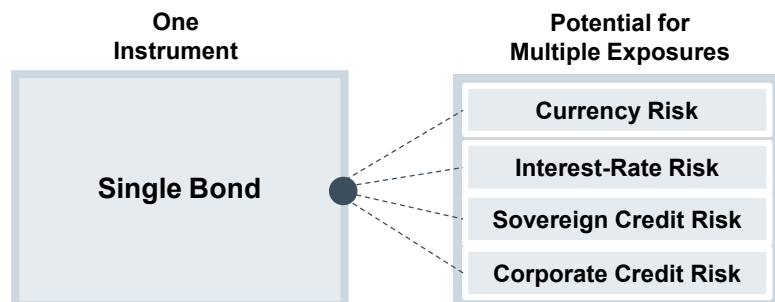 One
Instrument
Potential for
Multiple Exposures
Single Bond
Currency Risk
Interest-Rate Risk
Sovereign Credit Risk
Corporate Credit Risk